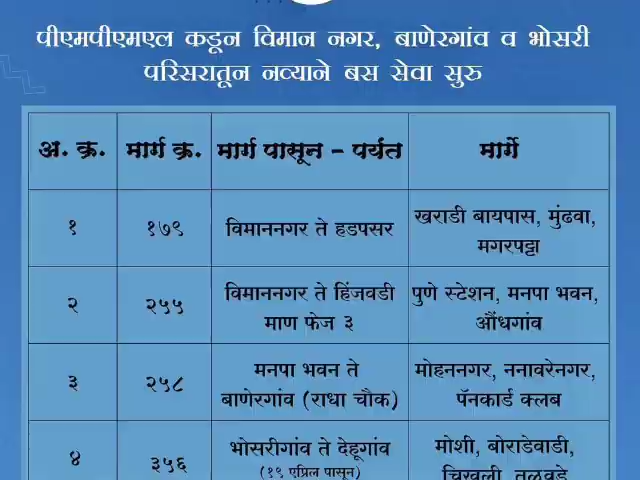 पीएमपीएमएल कडून विमान नगर, बाणेरगांव व भोसरी
परिसरातून नव्याने बस सेवा सुरु
अ. क्र. मार्ग क्र. मार्ग पासून - पर्यंत मार्गे
१ १७९ विमाननगर ते हडपसर खराडी बायपास, मुंढवा,
मगरपट्टा
२ २५५ विमाननगर ते हिंजवडी पुणे स्टेशन, मनपा भवन,
माण फेज ३ औंधगांव
३ २५८ मनपा भवन ते मोहननगर, ननावरेनगर,
बाणेरगांव (राधा चौक) पॅनकार्ड क्लब
४ ३५६ भोसरीगांव ते देहूगांव मोशी, बोराडेवाडी,
(१९ एप्रिल पासून) चिखली, तळवडे